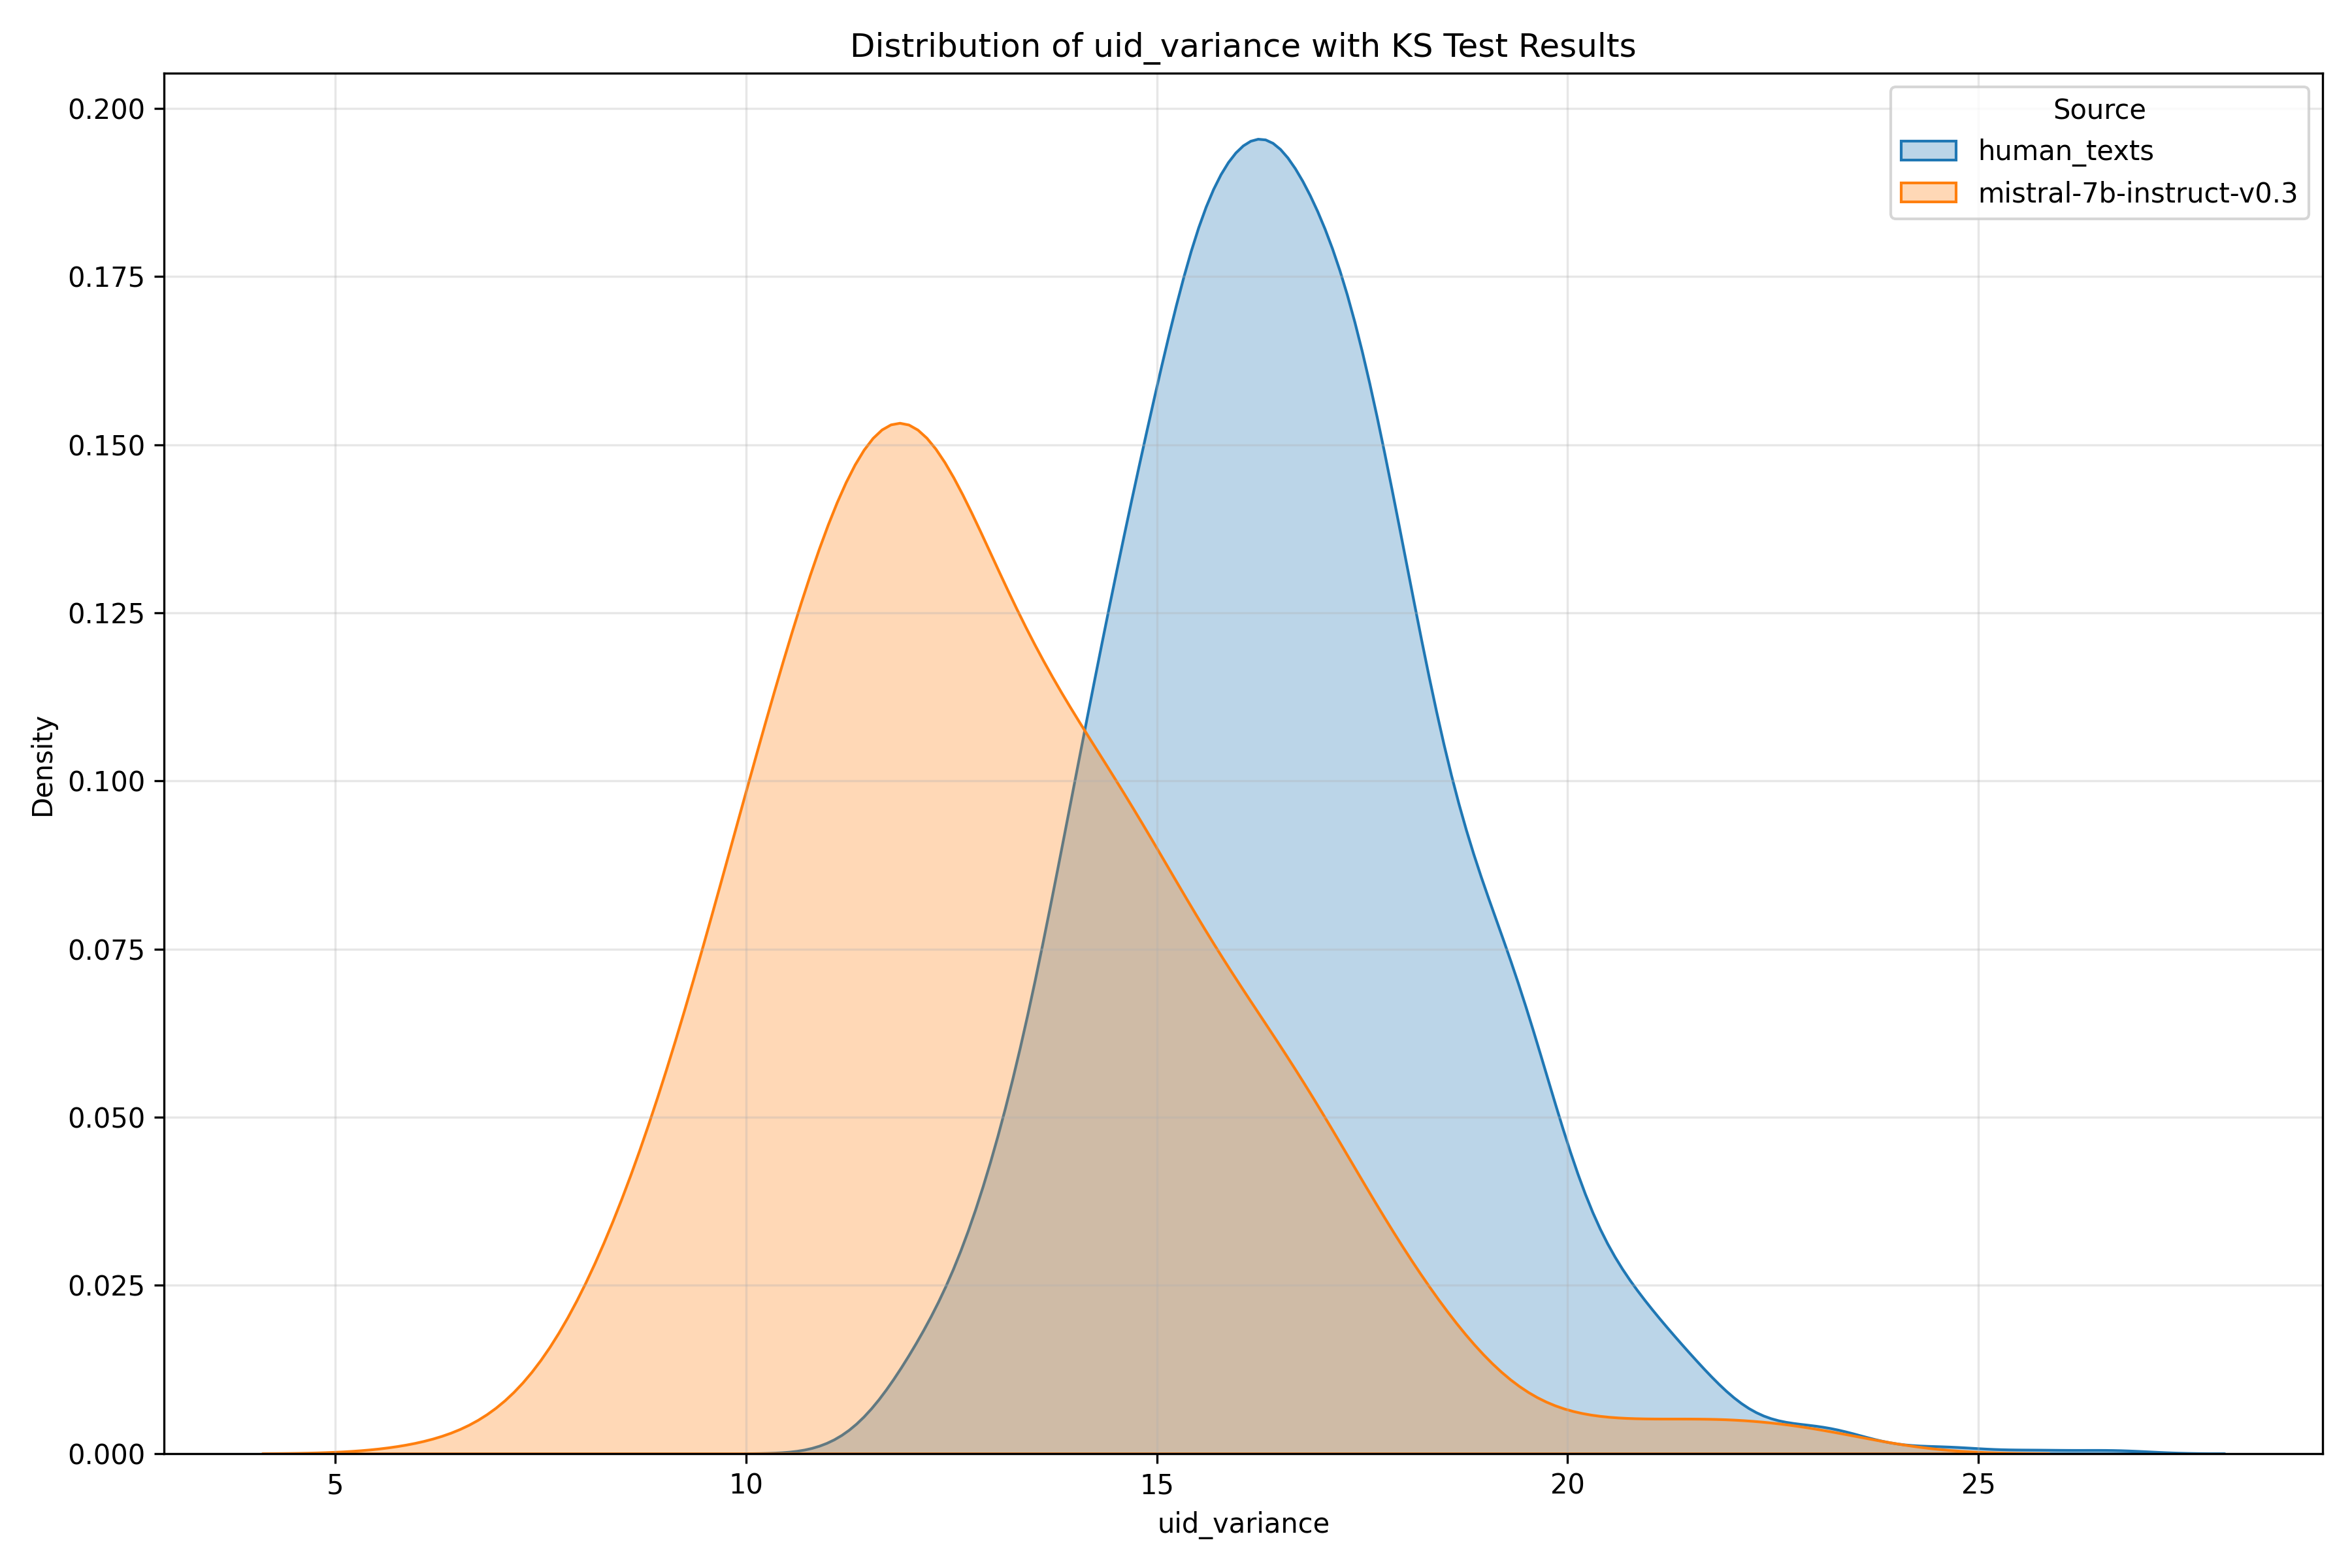 Distribution of uid_variance with KS Test Results
Source
human_texts
mistral-7b-instruct-v0.3
0.200
0.175
0.150
0.125
0.100
0.075
0.050
0.025
0.000
Density
5 10 15 20 25
uid_variance